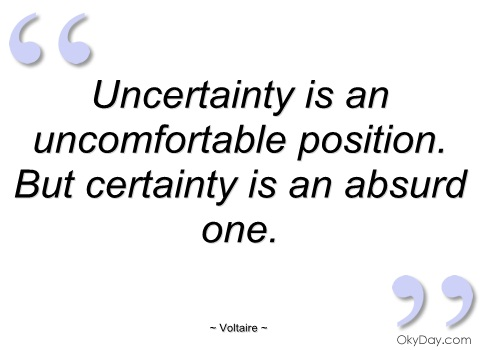 Uncertainty is an
uncomfortable position.
But certainty is an absurd
one.
~ Voltaire ~
OkyDay.com